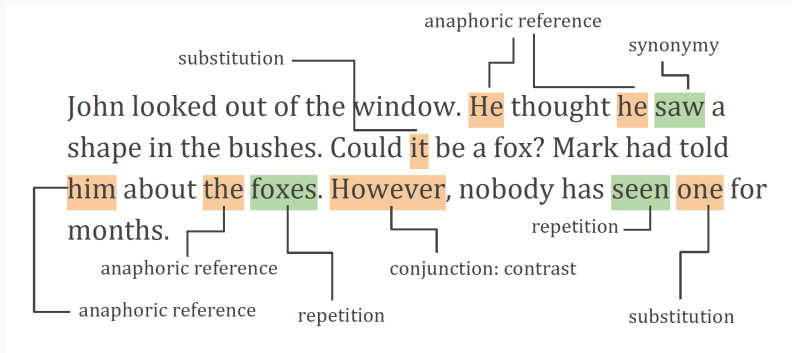 anaphoric reference
synonymy
substitution
John looked out of the window. He thought he saw a
shape in the bushes. Could it be a fox? Mark had told
him about the foxes. However, nobody has seen one for
months.
repetition
anaphoric reference
conjunction: contrast
anaphoric reference
repetition
substitution